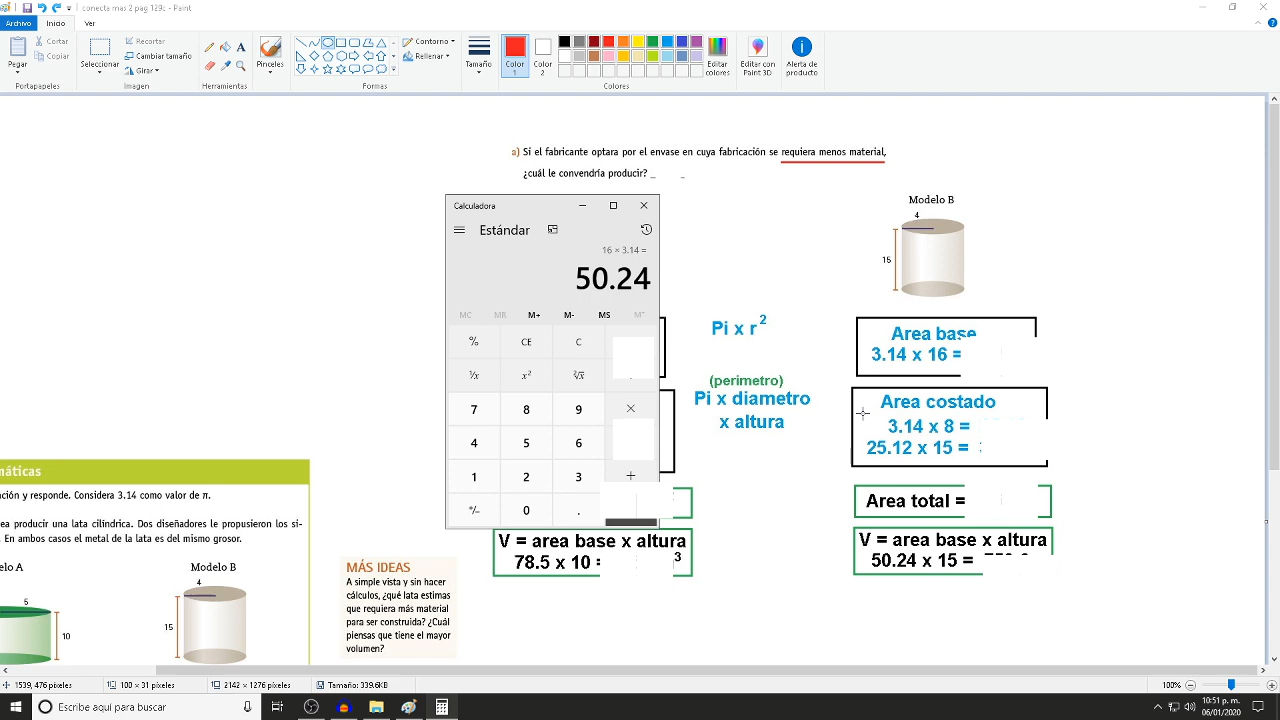 conecta mas 2 pag 129c - Paint
Archivo Inicio Ver
Pegar
Cortar
Copiar
Portapapeles
Seleccionar
Recortar
Cambiar tamaño
Girar
Imagen
Herramientas
Pinceles
Contorno
Rellenar
Formas
Tamaño
Color 1
Color 2
Editar colores
Colores
Editar con Paint 3D
Alerta de producto
a) Si el fabricante optara por el envase en cuya fabricación se requiera menos material,
¿cuál le convendría producir?
Calculadora
Estándar
16 × 3.14 =
50.24
MC MR M+ M- MS M˅
% CE C
¹/x x² ²√x
7 8 9 ×
4 5 6
1 2 3 +
+/- 0 .
Pi x r²
(perimetro)
Pi x diametro
x altura
Modelo B
4
15
Area base
3.14 x 16 =
Area costado
3.14 x 8 =
25.12 x 15 =
Area total =
V = area base x altura
50.24 x 15 =
V = area base x altura
78.5 x 10 = 3
máticas
ción y responde. Considera 3.14 como valor de π.
ea producir una lata cilíndrica. Dos diseñadores le propusieron los si-
. En ambos casos el metal de la lata es del mismo grosor.
elo A
5
10
Modelo B
4
15
MÁS IDEAS
A simple vista y sin hacer
cálculos, ¿qué lata estimas
que requiera más material
para ser construida? ¿Cuál
piensas que tiene el mayor
volumen?
1539, 476 píxeles
100 × 31 píxeles
2142 × 1276 píxeles
Tamaño: 339.6KB
100%
Escribe aquí para buscar
10:51 p. m.
06/01/2020